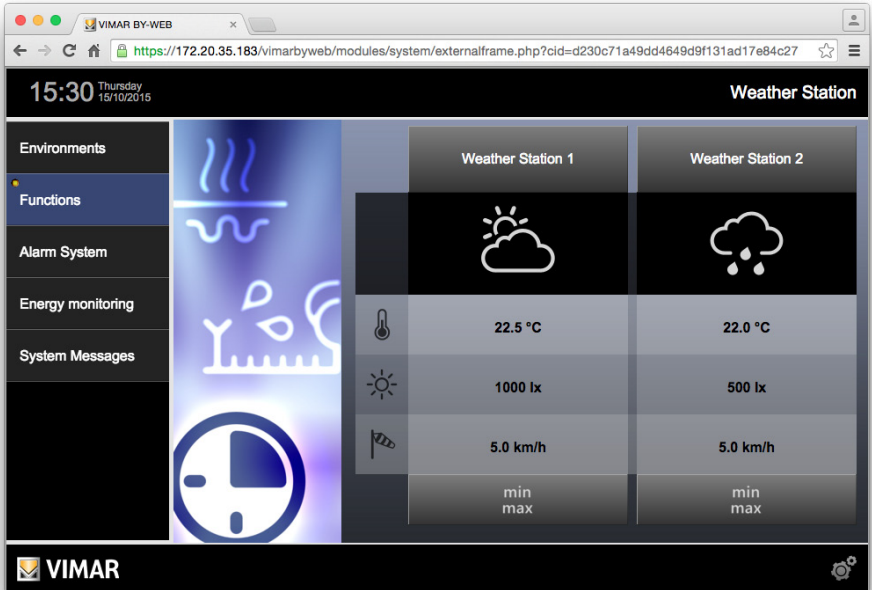 VIMAR BY-WEB
https://172.20.35.183/vimarbyweb/modules/system/externalframe.php?cid=d230c71a49dd4649d9f131ad17e84c27
15:30 Thursday
15/10/2015
Weather Station
Environments
Functions
Alarm System
Energy monitoring
System Messages
Weather Station 1
Weather Station 2
22.5 °C
22.0 °C
1000 lx
500 lx
5.0 km/h
5.0 km/h
min
max
min
max
VIMAR